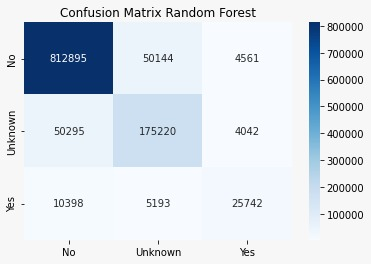 Confusion Matrix Random Forest
800000
No 812895 50144 4561
700000
600000
500000
Unknown 50295 175220 4042
400000
300000
200000
Yes 10398 5193 25742
100000
No Unknown Yes